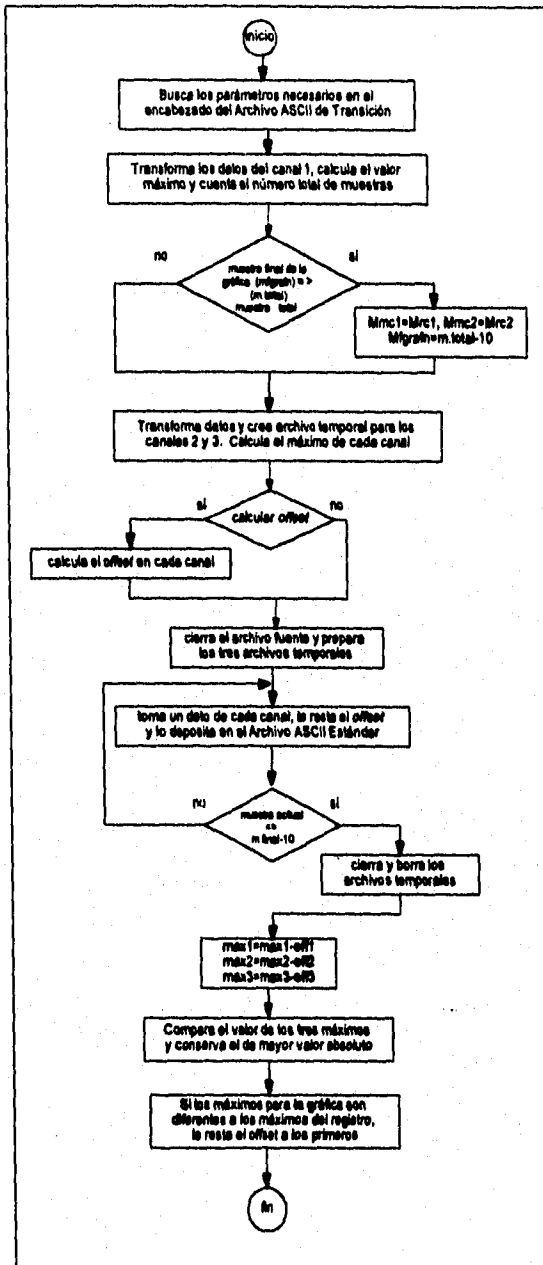 inicio
Busca los parámetros necesarios en el
encabezado del Archivo ASCII de Transición
Transforma los datos del canal 1, calcula el valor
máximo y cuenta el número total de muestras
no
si
muestra final de la
gráfica (mfgrafn) = >
(m total)
muestra total
Mmc1=Mrc1, Mmc2=Mrc2
Mfgrafn=m.total-10
Transforma datos y crea archivo temporal para los
canales 2 y 3. Calcula el máximo de cada canal
si
no
calcular offset
calcula el offset en cada canal
cierra el archivo fuente y prepara
los tres archivos temporales
toma un dato de cada canal, le resta el offset
y lo deposita en el Archivo ASCII Estándar
no
si
muestra actual
m final-10
cierra y borra los
archivos temporales
max1=max1-off1
max2=max2-off2
max3=max3-off3
Compara el valor de los tres máximos
y conserva el de mayor valor absoluto
Si los máximos para la gráfica son
diferentes a los máximos del registro,
le resta el offset a los primeros
fin